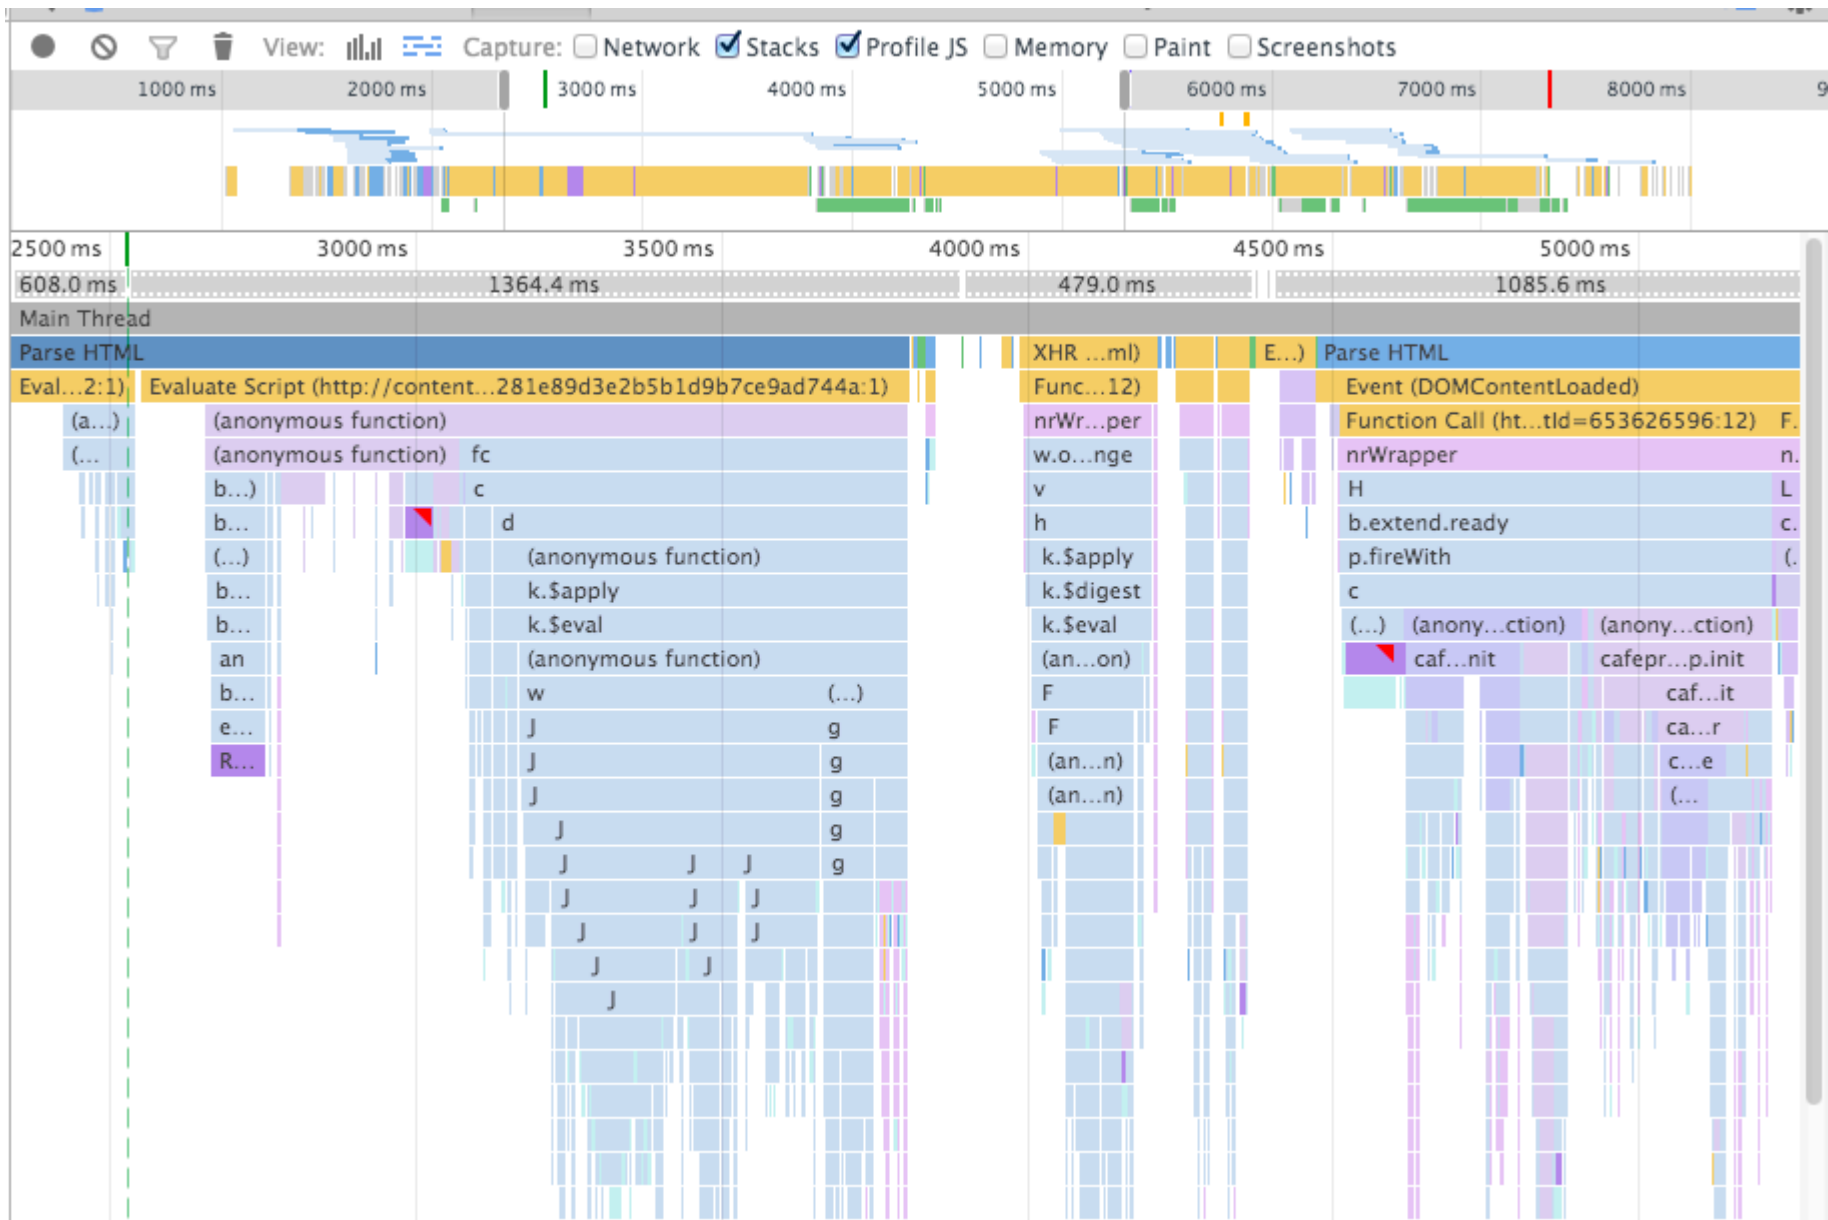 View: Capture: Network Stacks Profile JS Memory Paint Screenshots
1000 ms 2000 ms 3000 ms 4000 ms 5000 ms 6000 ms 7000 ms 8000 ms 9
2500 ms 3000 ms 3500 ms 4000 ms 4500 ms 5000 ms
608.0 ms 1364.4 ms 479.0 ms 1085.6 ms
Main Thread
Parse HTML XHR ...ml) E...) Parse HTML
Eval...2:1) Evaluate Script (http://content...281e89d3e2b5b1d9b7ce9ad744a:1) Func...12) Event (DOMContentLoaded)
(a...) (anonymous function) nrWr...per Function Call (ht...tId=653626596:12) F.
(... (anonymous function) fc w.o...nge nrWrapper n.
b...) c v H L
b... d h b.extend.ready c.
(...) (anonymous function) k.$apply p.fireWith (.
b... k.$apply k.$digest c
b... k.$eval k.$eval (...) (anony...ction) (anony...ction)
an (anonymous function) (an...on) caf...nit cafepr...p.init
b... w (...) F caf...it
e... J g F ca...r
R... J g (an...n) c...e
J g (an...n) (...
J g
J J J g
J J J
J J J
J J
J